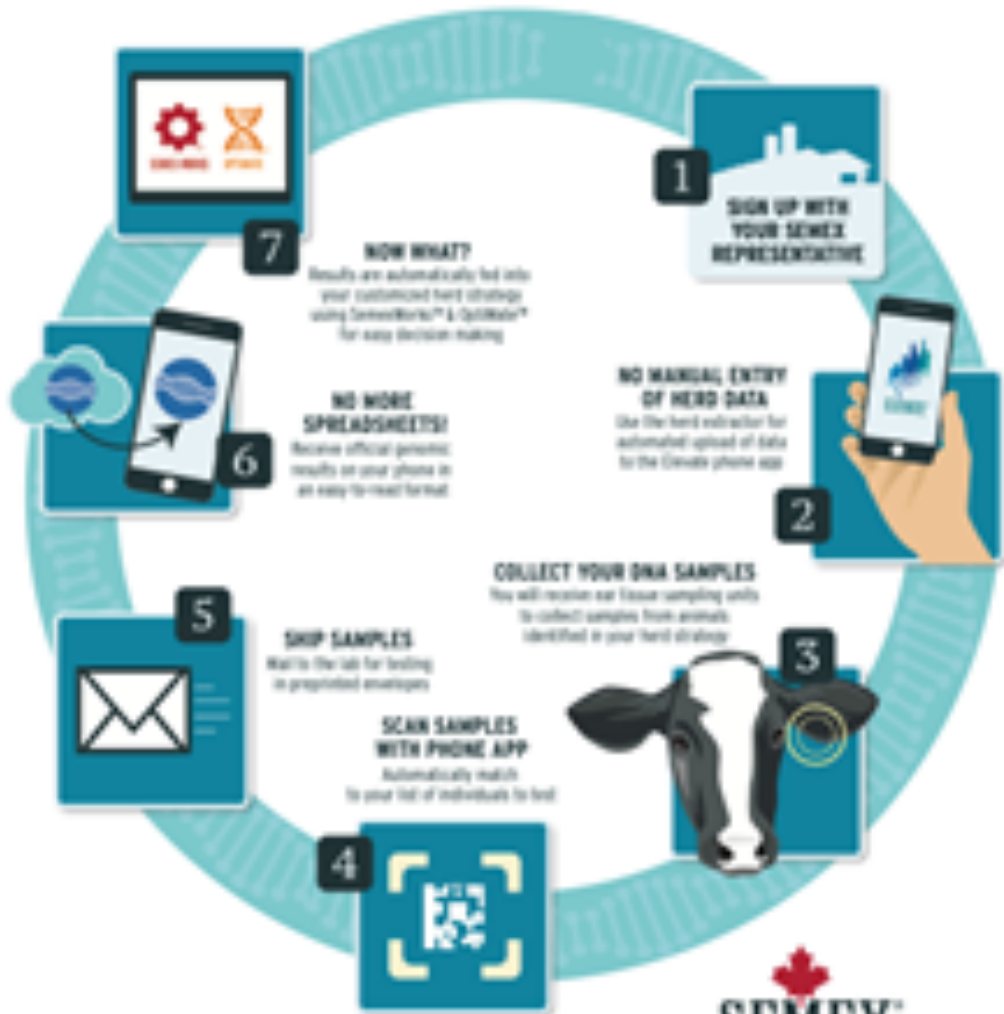 1
SIGN UP WITH
YOUR SEMEX
REPRESENTATIVE
2
NO MANUAL ENTRY
OF HERD DATA
Use the herd extractor for
automated upload of data
to the Elevate phone app
3
COLLECT YOUR DNA SAMPLES
You will receive ear tissue sampling units
to collect samples from animals
identified in your herd strategy
4
SCAN SAMPLES
WITH PHONE APP
Automatically match
to your list of individuals to test
5
SHIP SAMPLES
Mail to the lab for testing
in preprinted envelopes
6
NO MORE
SPREADSHEETS!
Receive official genomic
results on your phone in
an easy-to-read format
7
NOW WHAT?
Results are automatically fed into
your customized herd strategy
using SemexWorks™ & OptiMate™
for easy decision making
SEMEX